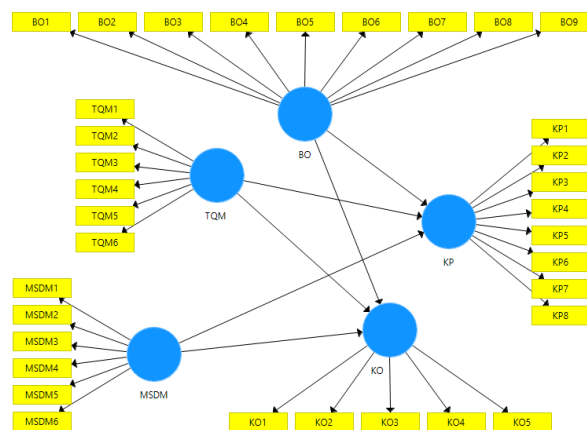 BO1 BO2 BO3 BO4 BO5 BO6 BO7 BO8 BO9
BO
TQM1
TQM2
TQM3
TQM4
TQM5
TQM6
TQM
KP1
KP2
KP3
KP4
KP5
KP6
KP7
KP8
KP
MSDM1
MSDM2
MSDM3
MSDM4
MSDM5
MSDM6
MSDM
KO
KO1 KO2 KO3 KO4 KO5